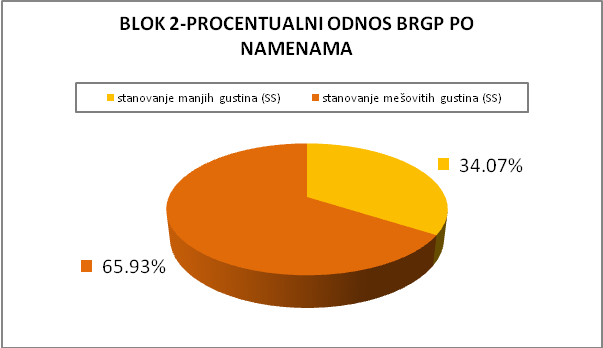 BLOK 2-PROCENTUALNI ODNOS BRGP PO
NAMENAMA
stanovanje manjih gustina (SS) stanovanje mešovitih gustina (SS)
34.07%
65.93%